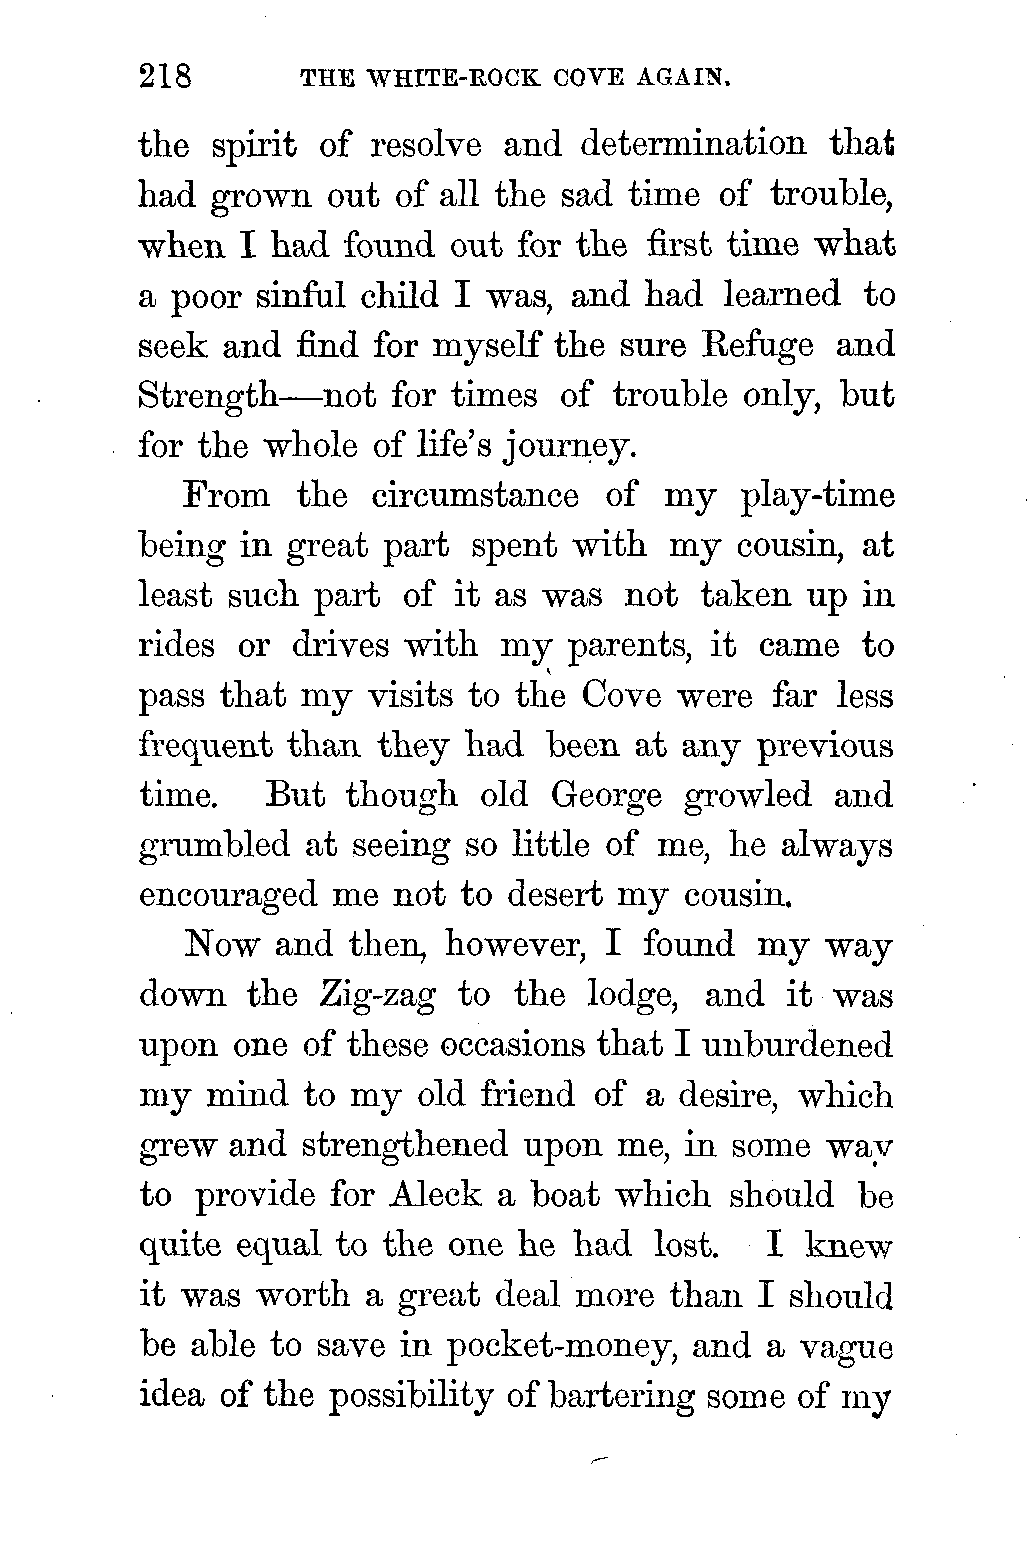 218 THE WHITE-ROCK COVE AGAIN.
the spirit of resolve and determination that
had grown out of all the sad time of trouble,
when I had found out for the first time what
a poor sinful child I was, and had learned to
seek and find for myself the sure Refuge and
Strength—not for times of trouble only, but
for the whole of life's journey.
From the circumstance of my play-time
being in great part spent with my cousin, at
least such part of it as was not taken up in
rides or drives with my parents, it came to
pass that my visits to the Cove were far less
frequent than they had been at any previous
time. But though old George growled and
grumbled at seeing so little of me, he always
encouraged me not to desert my cousin.
Now and then, however, I found my way
down the Zig-zag to the lodge, and it was
upon one of these occasions that I unburdened
my mind to my old friend of a desire, which
grew and strengthened upon me, in some way
to provide for Aleck a boat which should be
quite equal to the one he had lost. I knew
it was worth a great deal more than I should
be able to save in pocket-money, and a vague
idea of the possibility of bartering some of my